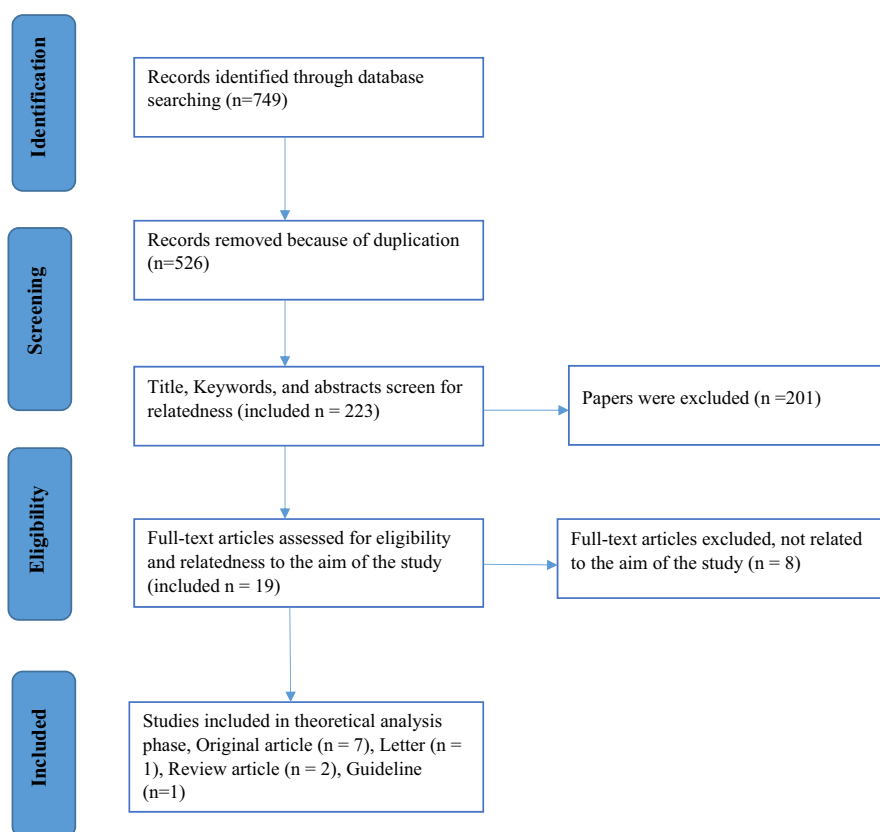 Identification
Records identified through database
searching (n=749)
Screening
Records removed because of duplication
(n=526)
Title, Keywords, and abstracts screen for
relatedness (included n = 223)
Papers were excluded (n =201)
Eligibility
Full-text articles assessed for eligibility
and relatedness to the aim of the study
(included n = 19)
Full-text articles excluded, not related
to the aim of the study (n = 8)
Included
Studies included in theoretical analysis
phase, Original article (n = 7), Letter (n =
1), Review article (n = 2), Guideline
(n=1)